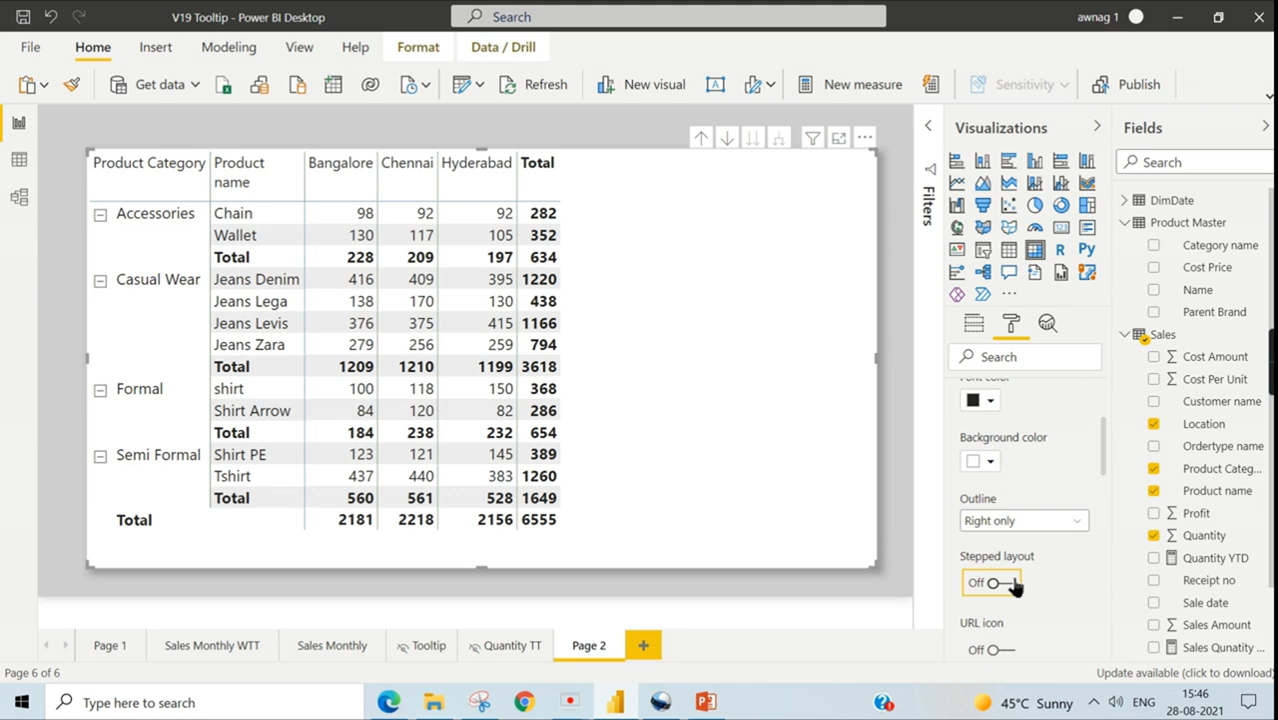 V19 Tooltip - Power BI Desktop
Search
awnag 1
File
Home
Insert
Modeling
View
Help
Format
Data / Drill
Get data
Refresh
New visual
New measure
Sensitivity
Publish
Product Category Product name Bangalore Chennai Hyderabad Total
Accessories Chain 98 92 92 282
Wallet 130 117 105 352
Total 228 209 197 634
Casual Wear Jeans Denim 416 409 395 1220
Jeans Lega 138 170 130 438
Jeans Levis 376 375 415 1166
Jeans Zara 279 256 259 794
Total 1209 1210 1199 3618
Formal shirt 100 118 150 368
Shirt Arrow 84 120 82 286
Total 184 238 232 654
Semi Formal Shirt PE 123 121 145 389
Tshirt 437 440 383 1260
Total 560 561 528 1649
Total 2181 2218 2156 6555
Filters
Visualizations
R
Py
Search
Font color
Background color
Outline
Right only
Stepped layout
Off
URL icon
Off
Fields
Search
DimDate
Product Master
Category name
Cost Price
Name
Parent Brand
Sales
Cost Amount
Cost Per Unit
Customer name
Location
Ordertype name
Product Categ...
Product name
Profit
Quantity
Quantity YTD
Receipt no
Sale date
Sales Amount
Sales Qunatity ...
Page 1
Sales Monthly WTT
Sales Monthly
Tooltip
Quantity TT
Page 2
Page 6 of 6
Update available (click to download)
Type here to search
45°C Sunny
ENG
15:46
28-08-2021